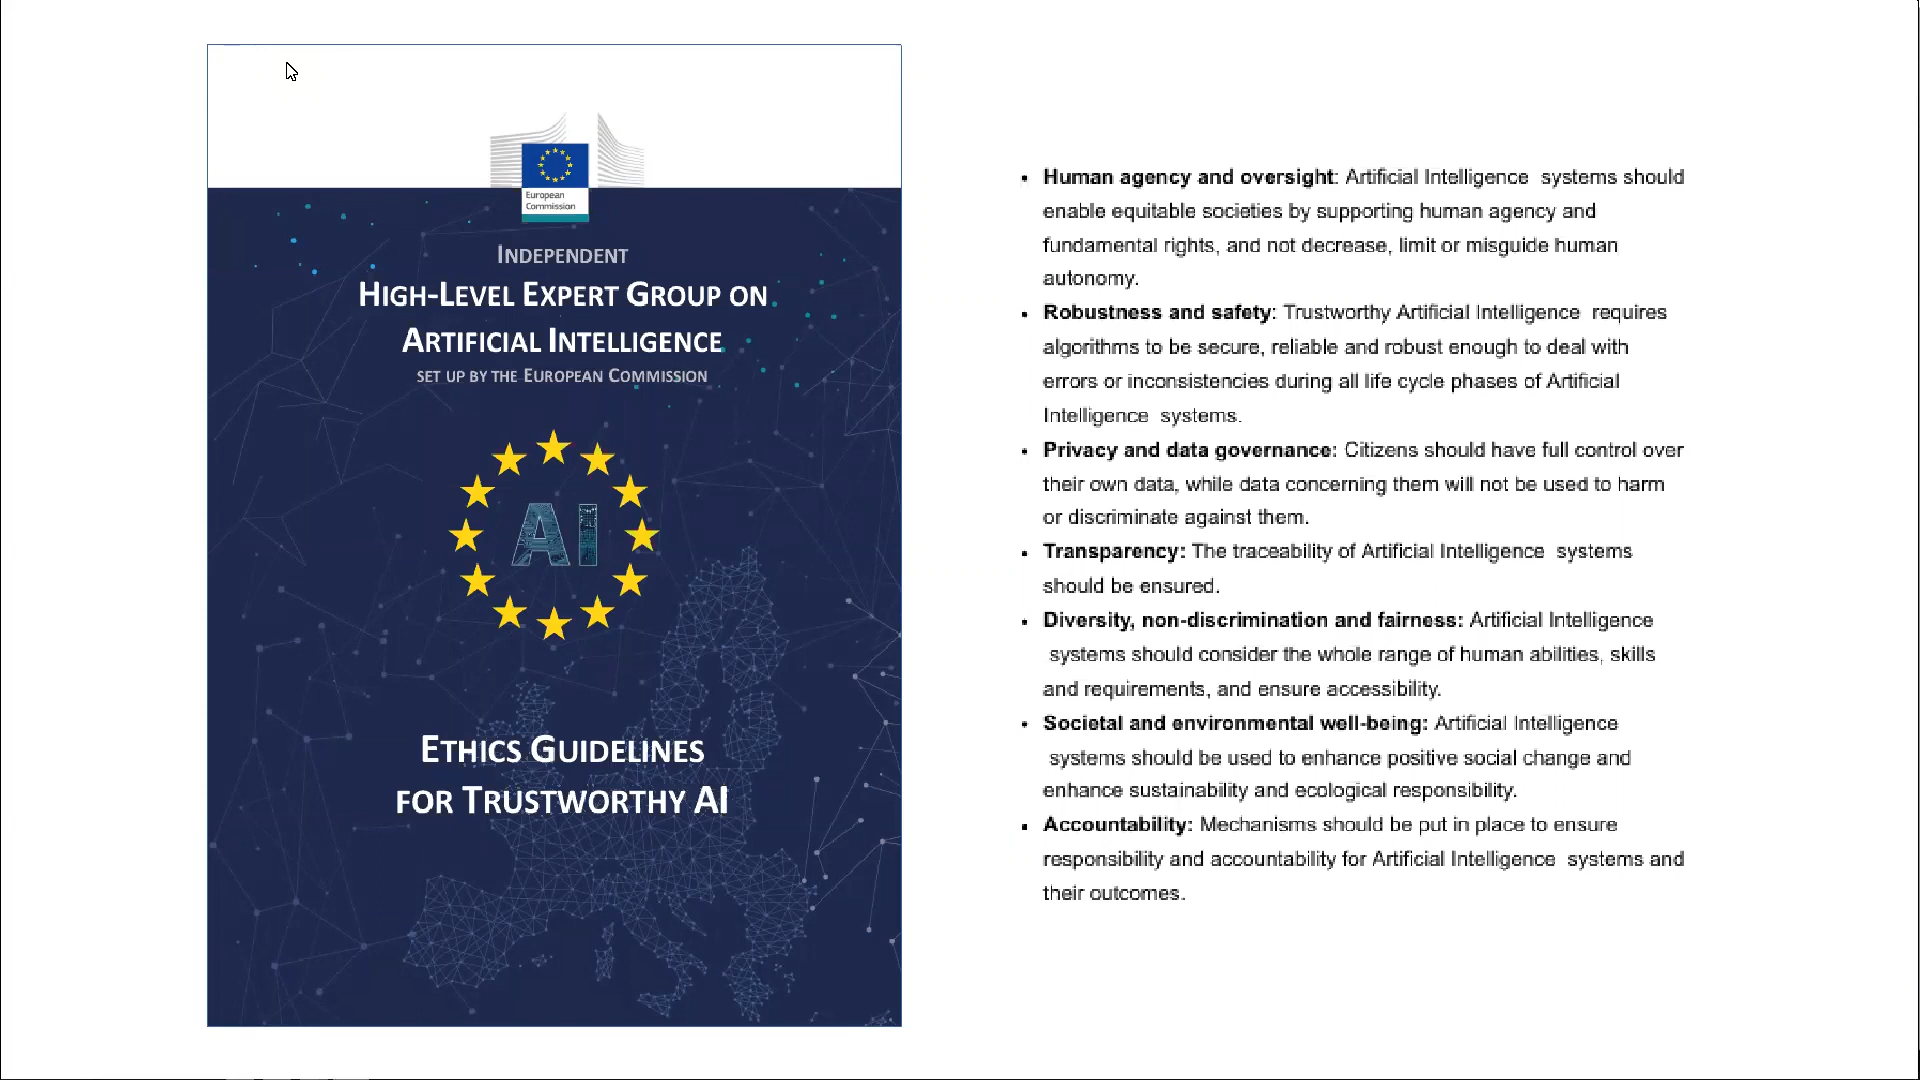 European
Commission
INDEPENDENT
HIGH-LEVEL EXPERT GROUP ON
ARTIFICIAL INTELLIGENCE
SET UP BY THE EUROPEAN COMMISSION
AI
ETHICS GUIDELINES
FOR TRUSTWORTHY AI
• Human agency and oversight: Artificial Intelligence systems should
enable equitable societies by supporting human agency and
fundamental rights, and not decrease, limit or misguide human
autonomy.
• Robustness and safety: Trustworthy Artificial Intelligence requires
algorithms to be secure, reliable and robust enough to deal with
errors or inconsistencies during all life cycle phases of Artificial
Intelligence systems.
• Privacy and data governance: Citizens should have full control over
their own data, while data concerning them will not be used to harm
or discriminate against them.
• Transparency: The traceability of Artificial Intelligence systems
should be ensured.
• Diversity, non-discrimination and fairness: Artificial Intelligence
systems should consider the whole range of human abilities, skills
and requirements, and ensure accessibility.
• Societal and environmental well-being: Artificial Intelligence
systems should be used to enhance positive social change and
enhance sustainability and ecological responsibility.
• Accountability: Mechanisms should be put in place to ensure
responsibility and accountability for Artificial Intelligence systems and
their outcomes.